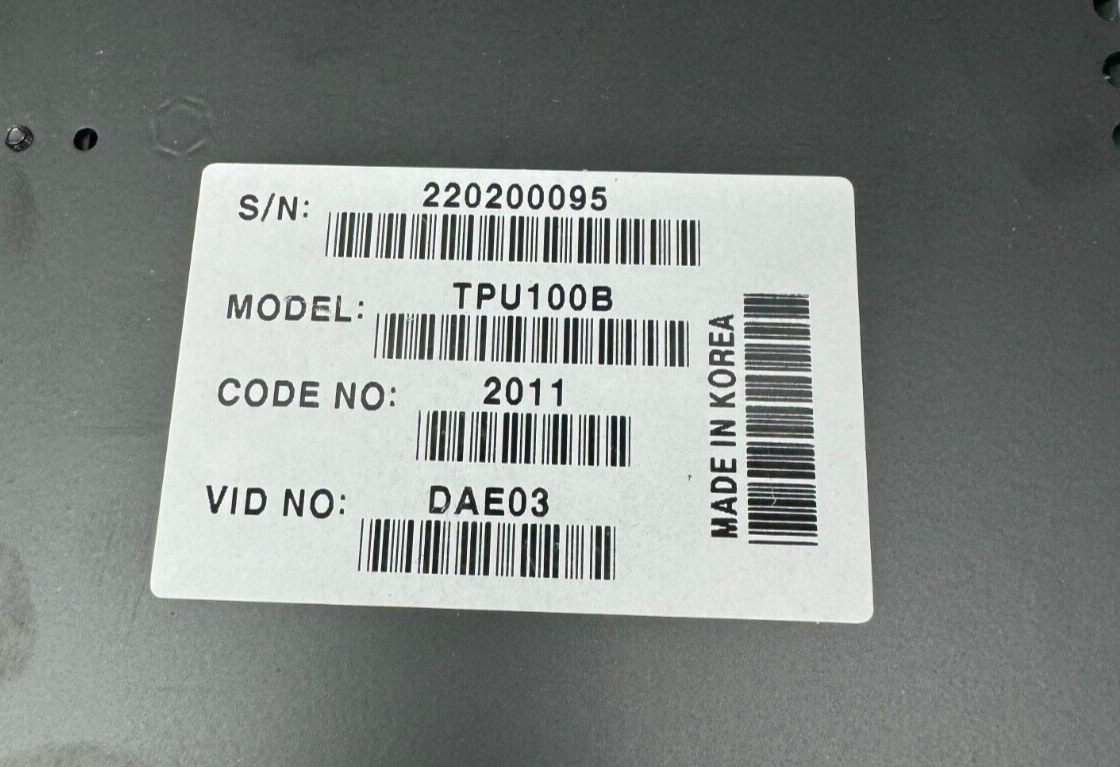 S/N: 220200095
MODEL: TPU100B
CODE NO: 2011
VID NO: DAE03
MADE IN KOREA